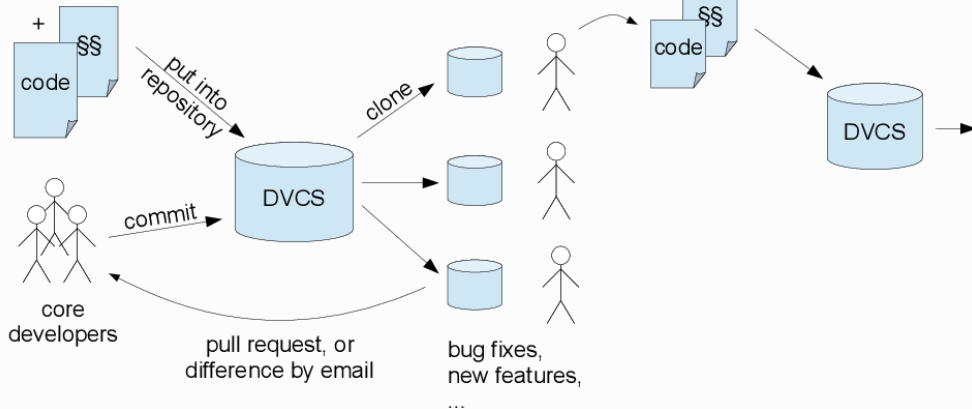 +
§§
code
put into
repository
clone
§§
code
DVCS
DVCS
commit
core
developers
pull request, or
difference by email
bug fixes,
new features,
...